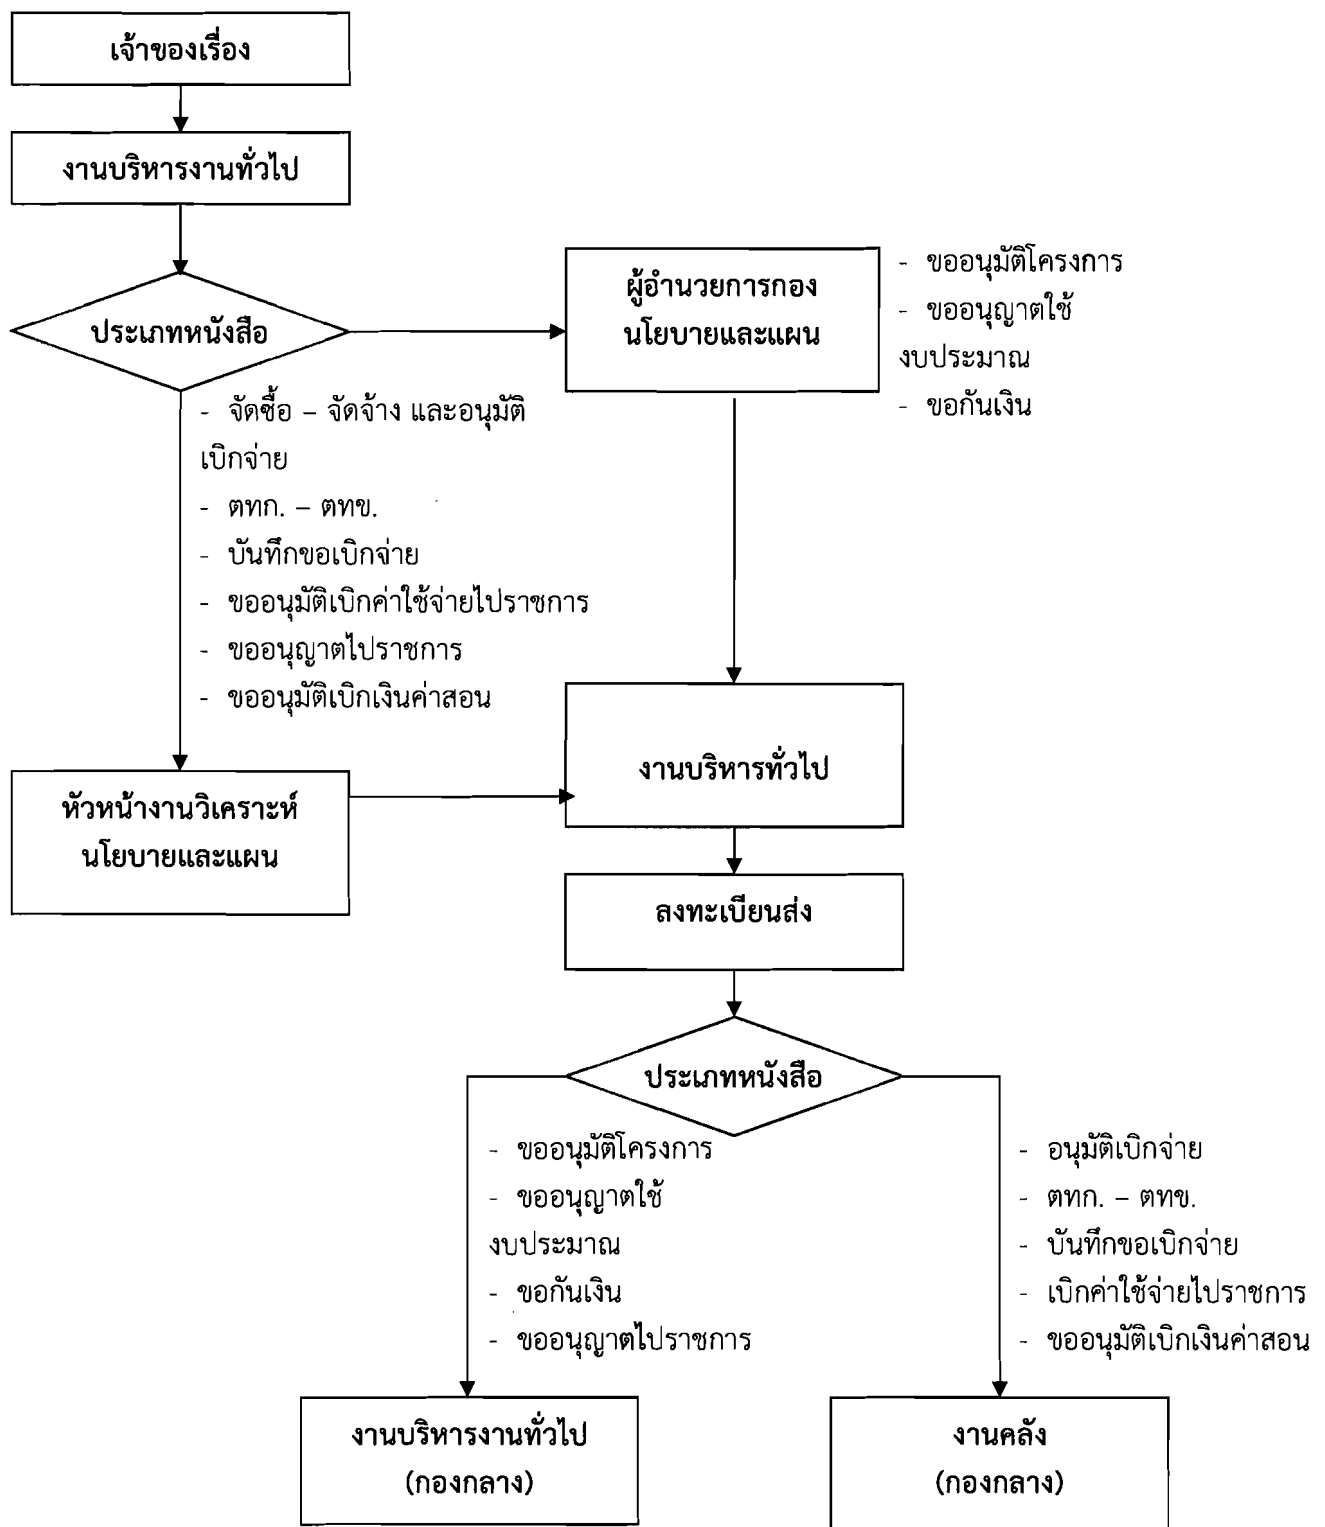 เจ้าของเรื่อง
งานบริหารงานทั่วไป
ประเภทหนังสือ
ผู้อำนวยการกอง
นโยบายและแผน
- ขออนุมัติโครงการ
- ขออนุญาตใช้
งบประมาณ
- ขอกันเงิน
- จัดซื้อ – จัดจ้าง และอนุมัติ
เบิกจ่าย
- ตทก. – ตทข.
- บันทึกขอเบิกจ่าย
- ขออนุมัติเบิกค่าใช้จ่ายไปราชการ
- ขออนุญาตไปราชการ
- ขออนุมัติเบิกเงินค่าสอน
หัวหน้างานวิเคราะห์
นโยบายและแผน
งานบริหารทั่วไป
ลงทะเบียนส่ง
ประเภทหนังสือ
- ขออนุมัติโครงการ
- ขออนุญาตใช้
งบประมาณ
- ขอกันเงิน
- ขออนุญาตไปราชการ
- อนุมัติเบิกจ่าย
- ตทก. – ตทข.
- บันทึกขอเบิกจ่าย
- เบิกค่าใช้จ่ายไปราชการ
- ขออนุมัติเบิกเงินค่าสอน
งานบริหารงานทั่วไป
(กองกลาง)
งานคลัง
(กองกลาง)